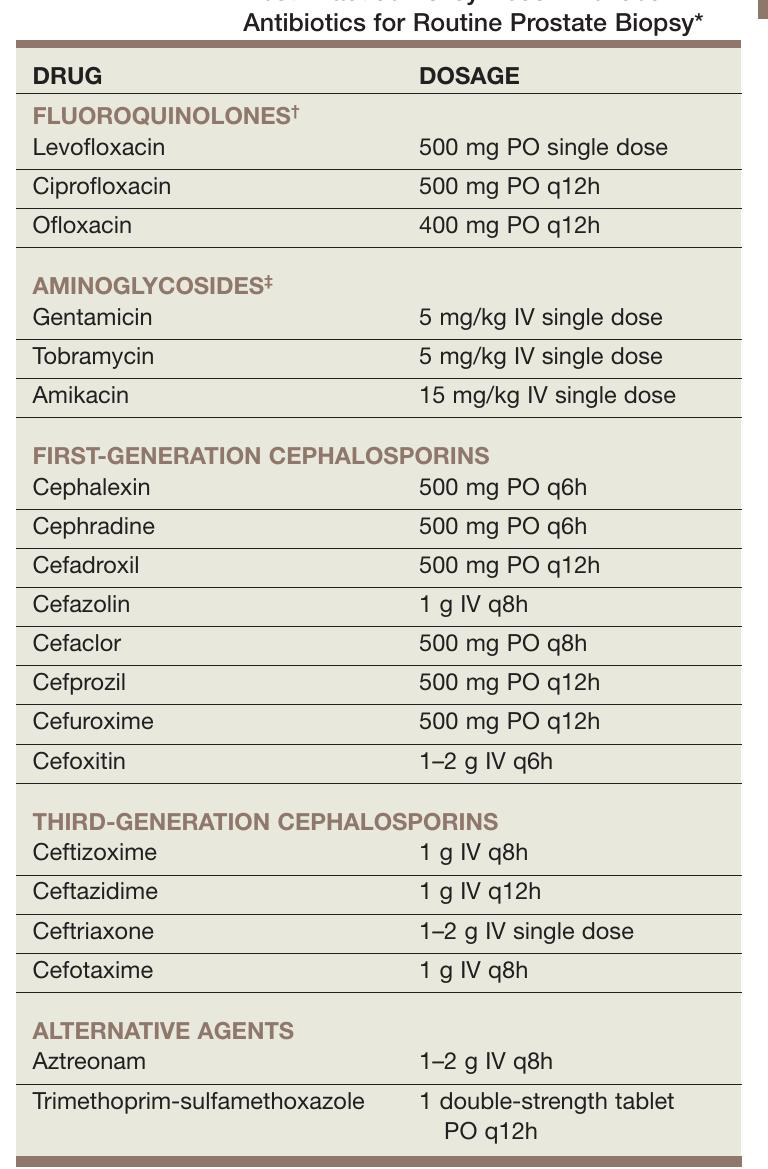 Antibiotics for Routine Prostate Biopsy*
DRUG DOSAGE
FLUOROQUINOLONES†
Levofloxacin 500 mg PO single dose
Ciprofloxacin 500 mg PO q12h
Ofloxacin 400 mg PO q12h
AMINOGLYCOSIDES‡
Gentamicin 5 mg/kg IV single dose
Tobramycin 5 mg/kg IV single dose
Amikacin 15 mg/kg IV single dose
FIRST-GENERATION CEPHALOSPORINS
Cephalexin 500 mg PO q6h
Cephradine 500 mg PO q6h
Cefadroxil 500 mg PO q12h
Cefazolin 1 g IV q8h
Cefaclor 500 mg PO q8h
Cefprozil 500 mg PO q12h
Cefuroxime 500 mg PO q12h
Cefoxitin 1–2 g IV q6h
THIRD-GENERATION CEPHALOSPORINS
Ceftizoxime 1 g IV q8h
Ceftazidime 1 g IV q12h
Ceftriaxone 1–2 g IV single dose
Cefotaxime 1 g IV q8h
ALTERNATIVE AGENTS
Aztreonam 1–2 g IV q8h
Trimethoprim-sulfamethoxazole 1 double-strength tablet
PO q12h